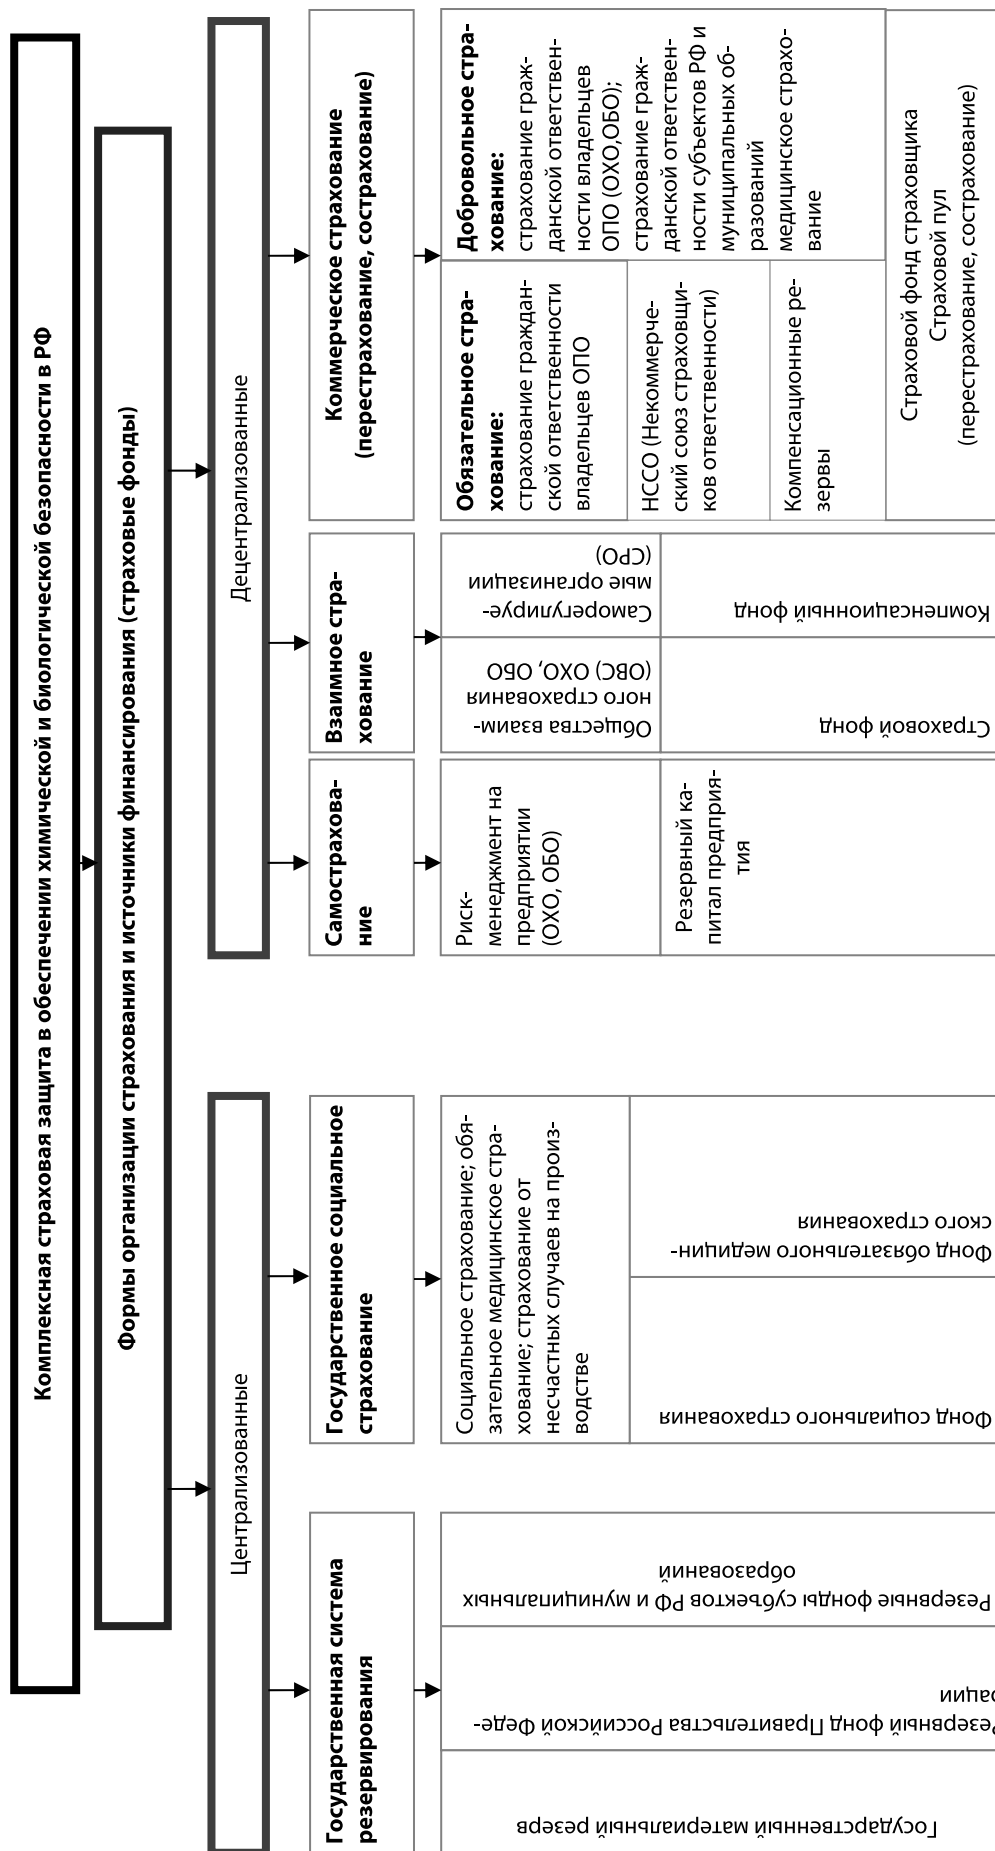 Комплексная страховая защита в обеспечении химической и биологической безопасности в РФ
Формы организации страхования и источники финансирования (страховые фонды)
Централизованные
Децентрализованные
Государственная система
резервирования
Государственное социальное
страхование
Самострахова-
ние
Взаимное стра-
хование
Коммерческое страхование
(перестрахование, сострахование)
Государственный материальный резерв
Резервный фонд Правительства Российской Феде-
рации
Резервные фонды субъектов РФ и муниципальных
образований
Социальное страхование; обя-
зательное медицинское стра-
хование; страхование от
несчастных случаев на произ-
водстве
Фонд социального страхования
Фонд обязательного медицин-
ского страхования
Риск-
менеджмент на
предприятии
(ОХО, ОБО)
Резервный ка-
питал предприя-
тия
Общества взаим-
ного страхования
(ОВС) ОХО, ОБО
Страховой фонд
Саморегулируе-
мые организации
(СРО)
Компенсационный фонд
Обязательное стра-
хование:
страхование граждан-
ской ответственности
владельцев ОПО
НССО (Некоммерче-
ский союз страховщи-
ков ответственности)
Компенсационные ре-
зервы
Добровольное стра-
хование:
страхование граж-
данской ответствен-
ности владельцев
ОПО (ОХО,ОБО);
страхование граж-
данской ответствен-
ности субъектов РФ и
муниципальных об-
разований
медицинское страхо-
вание
Страховой фонд страховщика
Страховой пул
(перестрахование, сострахование)